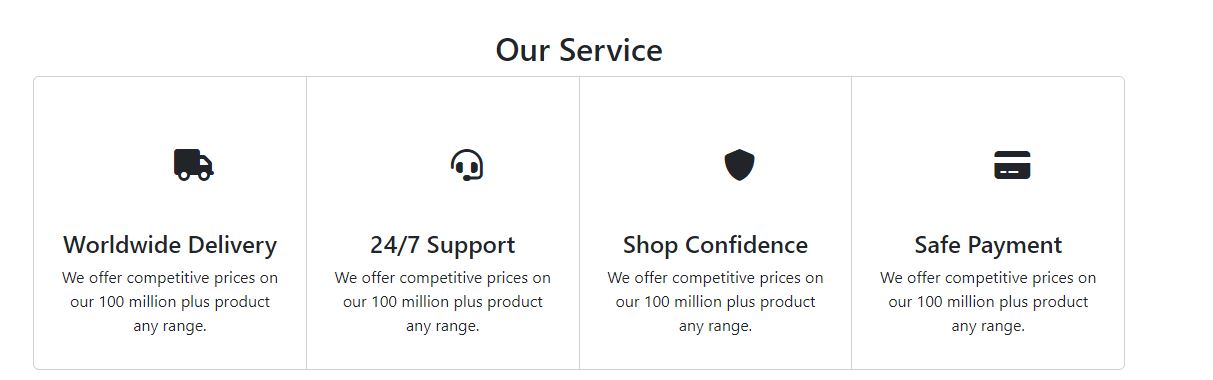 Our Service
Worldwide Delivery
We offer competitive prices on
our 100 million plus product
any range.
24/7 Support
We offer competitive prices on
our 100 million plus product
any range.
Shop Confidence
We offer competitive prices on
our 100 million plus product
any range.
Safe Payment
We offer competitive prices on
our 100 million plus product
any range.